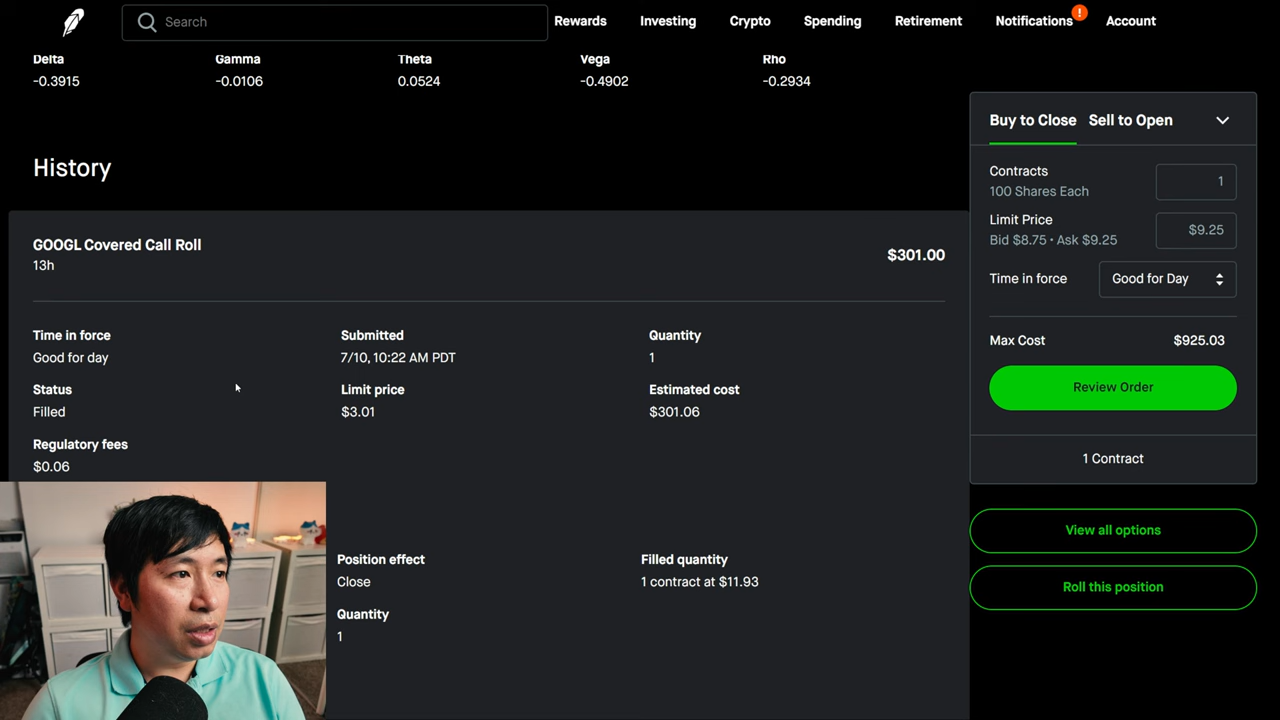 Search
Rewards
Investing
Crypto
Spending
Retirement
Notifications
!
Account
Delta
Gamma
Theta
Vega
Rho
-0.3915
-0.0106
0.0524
-0.4902
-0.2934
History
GOOGL Covered Call Roll
13h
$301.00
Time in force
Submitted
Quantity
Good for day
7/10, 10:22 AM PDT
1
Status
Limit price
Estimated cost
Filled
$3.01
$301.06
Regulatory fees
$0.06
Position effect
Filled quantity
Close
1 contract at $11.93
Quantity
1
Buy to Close
Sell to Open
Contracts
100 Shares Each
1
Limit Price
Bid $8.75 • Ask $9.25
$9.25
Time in force
Good for Day
Max Cost
$925.03
Review Order
1 Contract
View all options
Roll this position